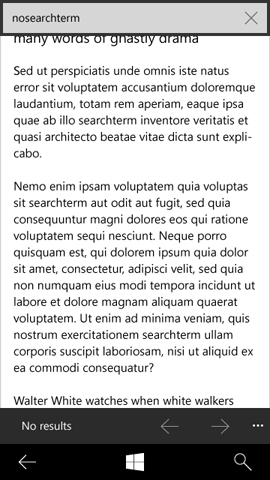 nosearchterm
many words of ghastly drama
Sed ut perspiciatis unde omnis iste natus
error sit voluptatem accusantium doloremque
laudantium, totam rem aperiam, eaque ipsa
quae ab illo searchterm inventore veritatis et
quasi architecto beatae vitae dicta sunt expli-
cabo.
Nemo enim ipsam voluptatem quia voluptas
sit searchterm aut odit aut fugit, sed quia
consequuntur magni dolores eos qui ratione
voluptatem sequi nesciunt. Neque porro
quisquam est, qui dolorem ipsum quia dolor
sit amet, consectetur, adipisci velit, sed quia
non numquam eius modi tempora incidunt ut
labore et dolore magnam aliquam quaerat
voluptatem. Ut enim ad minima veniam, quis
nostrum exercitationem searchterm ullam
corporis suscipit laboriosam, nisi ut aliquid ex
ea commodi consequatur?
Walter White watches when white walkers
No results